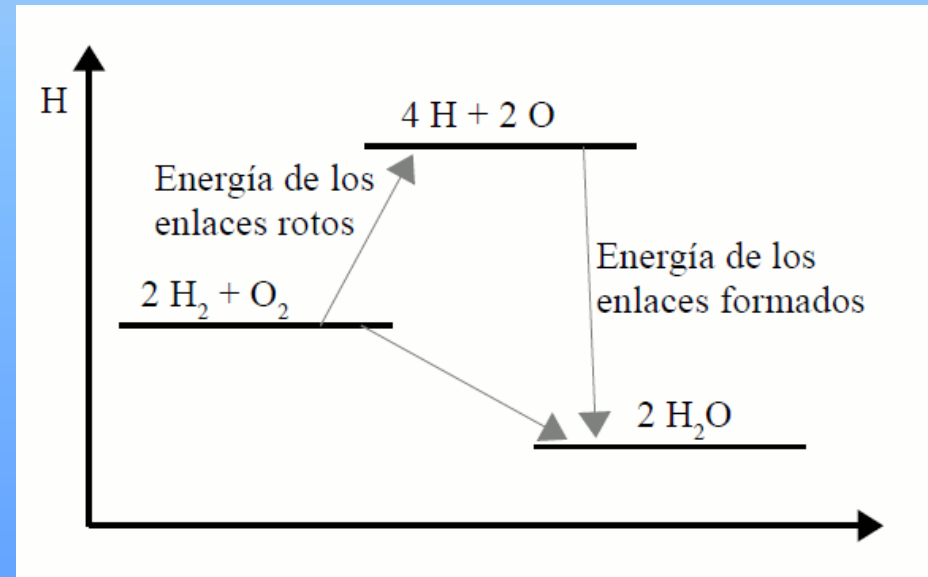 H
4 H + 2 O
Energía de los
enlaces rotos
2 H₂ + O₂
Energía de los
enlaces formados
2 H₂O